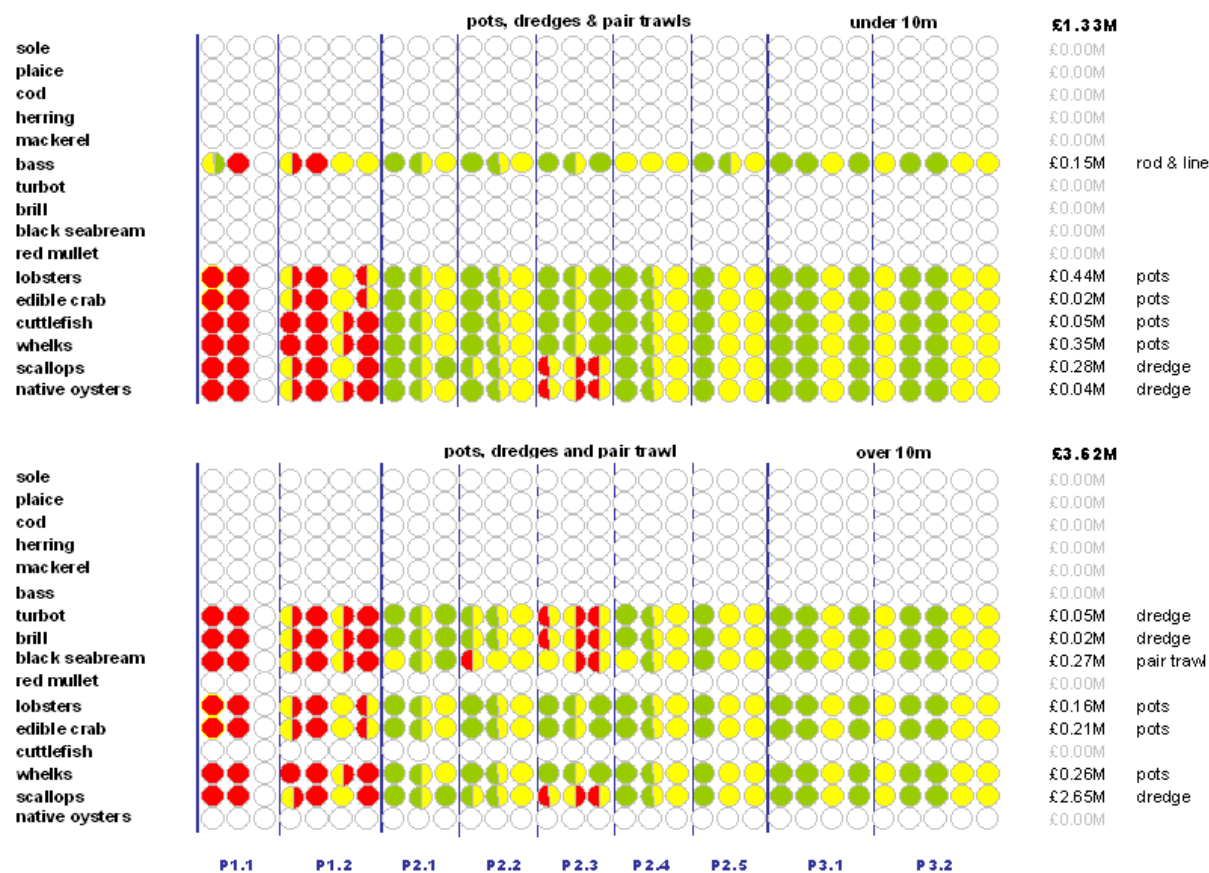 pots, dredges & pair trawls under 10m £1.33M
sole £0.00M
plaice £0.00M
cod £0.00M
herring £0.00M
mackerel £0.00M
bass £0.15M rod & line
turbot £0.00M
brill £0.00M
black seabream £0.00M
red mullet £0.00M
lobsters £0.44M pots
edible crab £0.02M pots
cuttlefish £0.05M pots
whelks £0.35M pots
scallops £0.28M dredge
native oysters £0.04M dredge
pots, dredges and pair trawl over 10m £3.62M
sole £0.00M
plaice £0.00M
cod £0.00M
herring £0.00M
mackerel £0.00M
bass £0.00M
turbot £0.05M dredge
brill £0.02M dredge
black seabream £0.27M pair trawl
red mullet £0.00M
lobsters £0.16M pots
edible crab £0.21M pots
cuttlefish £0.00M
whelks £0.26M pots
scallops £2.65M dredge
native oysters £0.00M
P1.1 P1.2 P2.1 P2.2 P2.3 P2.4 P2.5 P3.1 P3.2